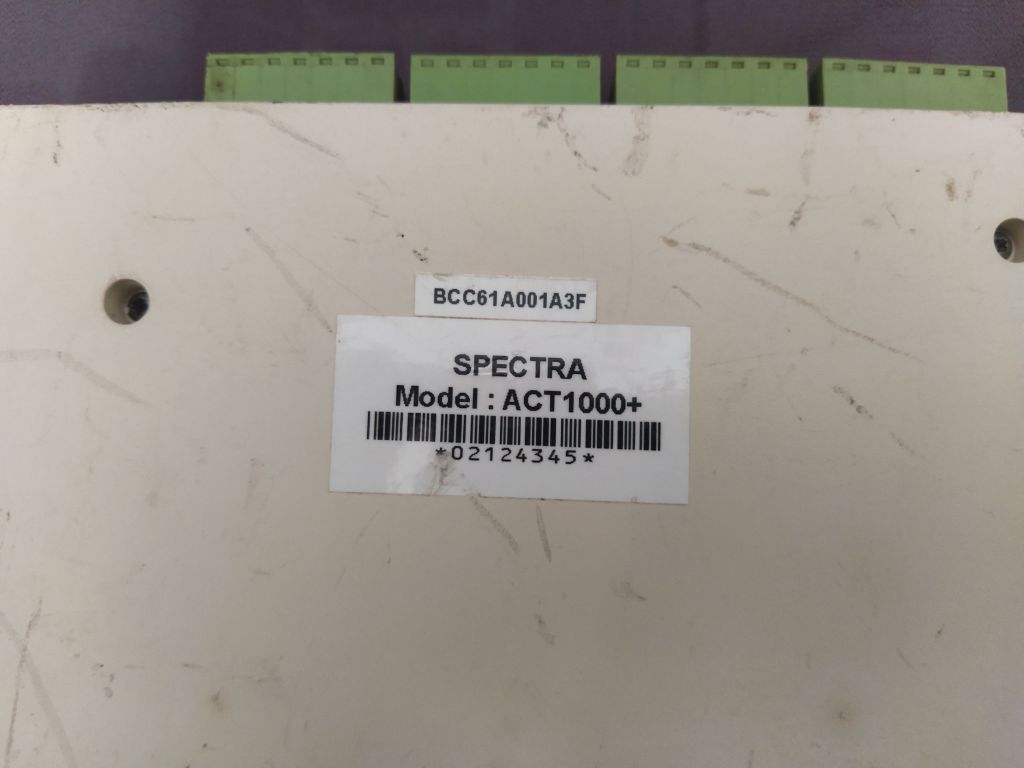 BCC61A001A3F
SPECTRA
Model : ACT1000+
*02124345*